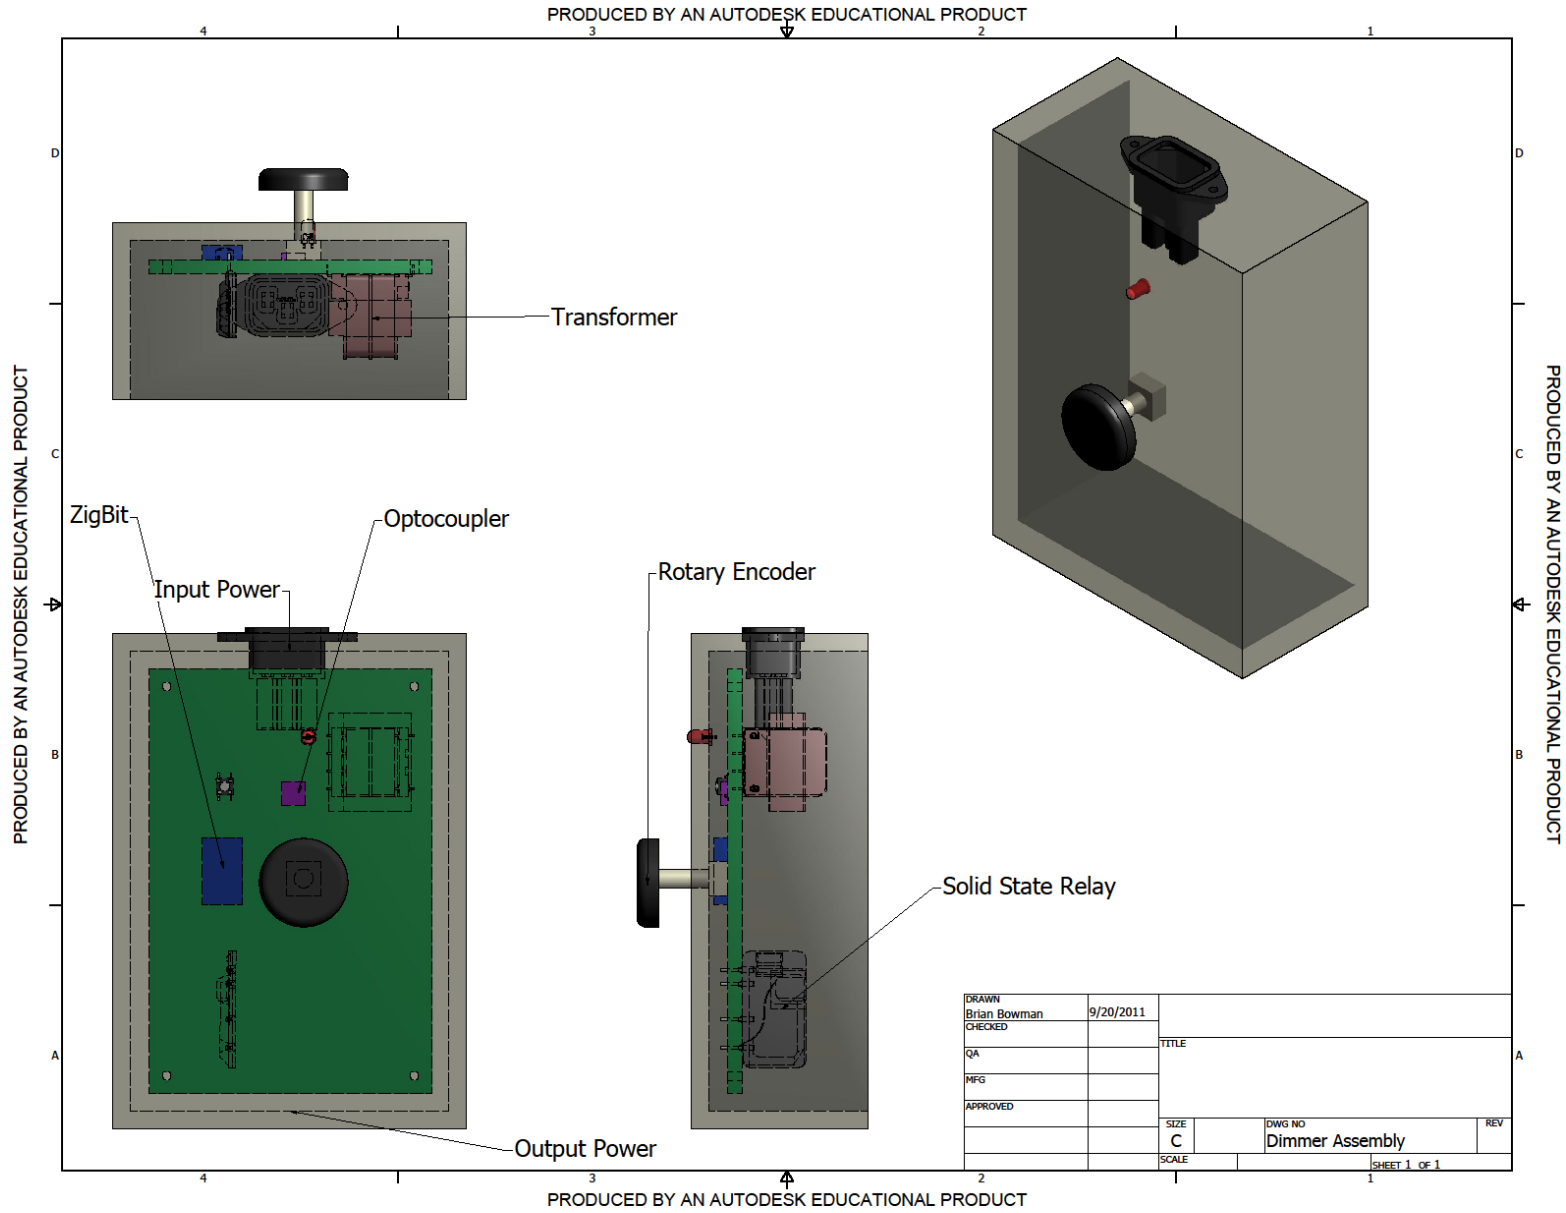 PRODUCED BY AN AUTODESK EDUCATIONAL PRODUCT
4 3 2 1
D D
Transformer
PRODUCED BY AN AUTODESK EDUCATIONAL PRODUCT
PRODUCED BY AN AUTODESK EDUCATIONAL PRODUCT
C C
ZigBit
Optocoupler
Input Power
Rotary Encoder
B B
Solid State Relay
DRAWN
Brian Bowman 9/20/2011
CHECKED
QA
TITLE
MFG
APPROVED
A A
SIZE
C
DWG NO
Dimmer Assembly
REV
SCALE
SHEET 1 OF 1
Output Power
4 3 2 1
PRODUCED BY AN AUTODESK EDUCATIONAL PRODUCT